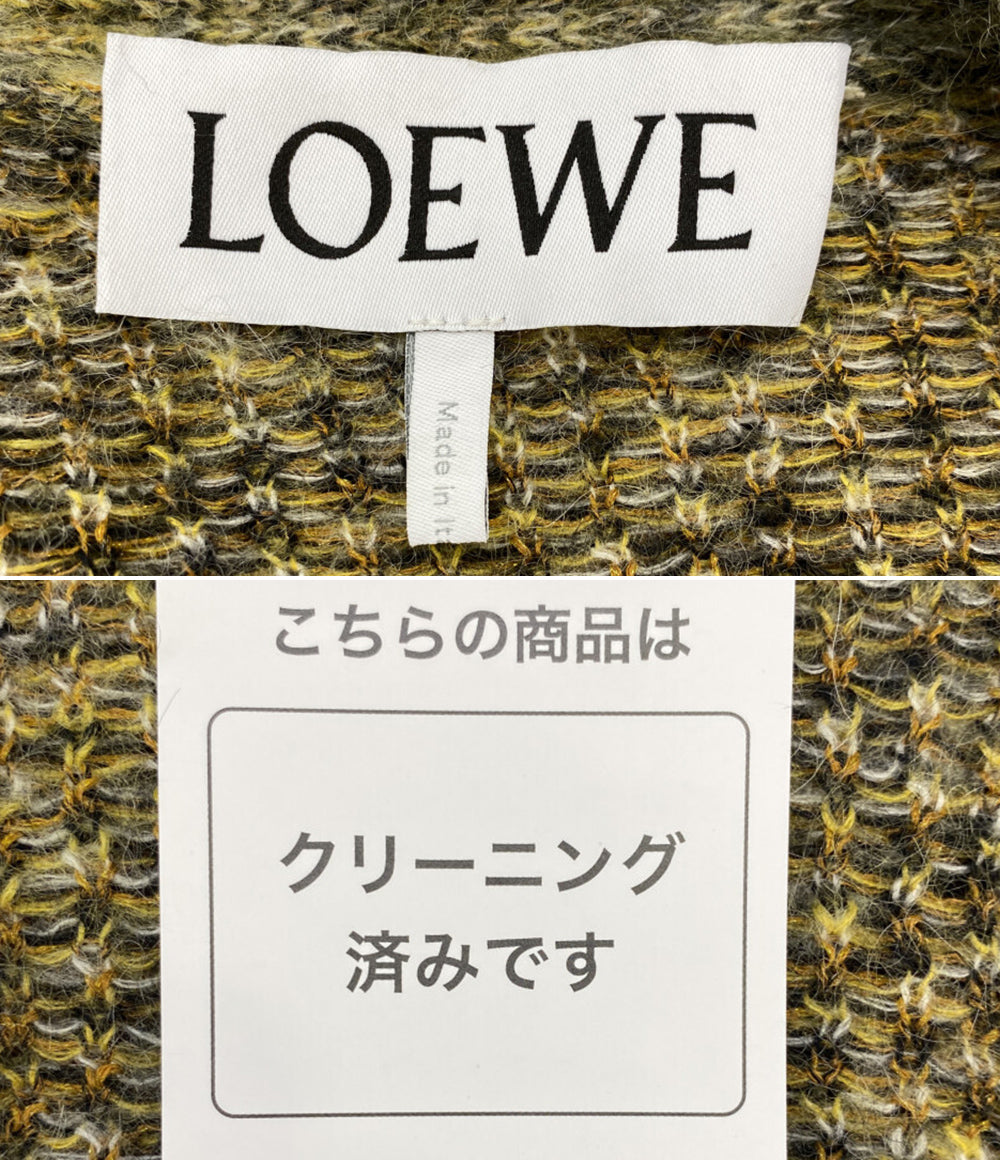 LOEWE
Made in It
こちらの商品は
クリーニング
済みです